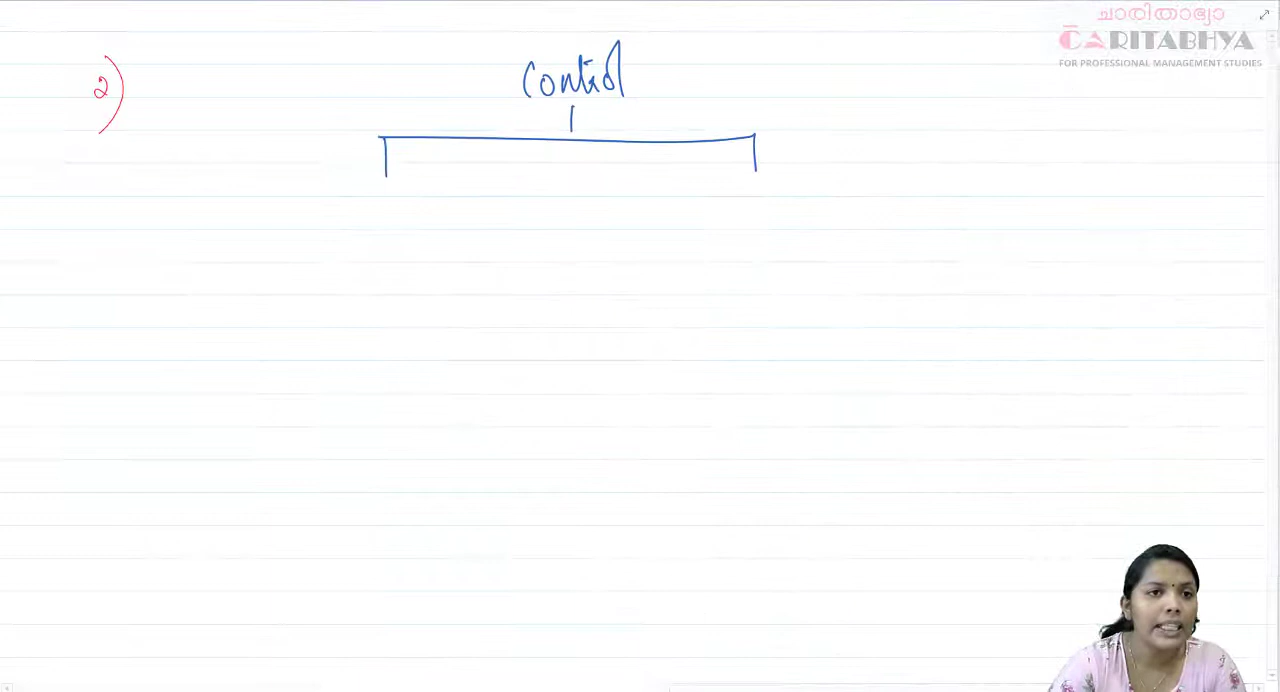 ചാരിതാഭ്യാ
CARITABHYA
FOR PROFESSIONAL MANAGEMENT STUDIES
2)
Control